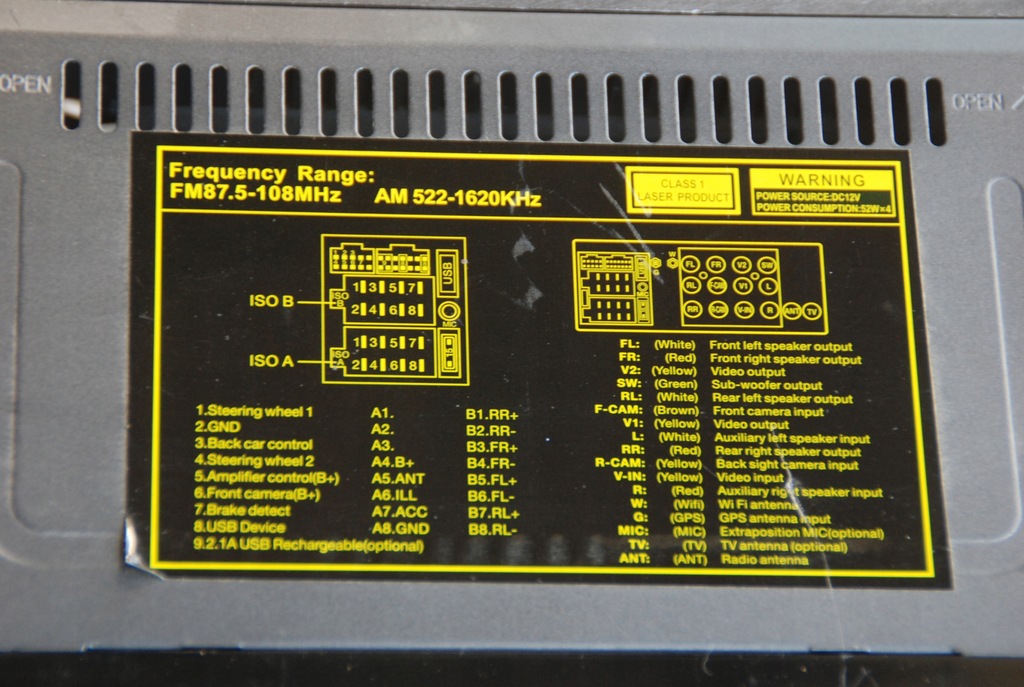 OPEN
OPEN
Frequency Range:
FM87.5-108MHz AM 522-1620KHz
CLASS 1
LASER PRODUCT
WARNING
POWER SOURCE:DC12V
POWER CONSUMPTION:52W×4
USB
ISO B
ISO
B
1 3 5 7
2 4 6 8
MIC
ISO A
ISO
A
1 3 5 7
2 4 6 8
W
G
FL FR V2 SW
RL F-CAM V1 L
RR R-CAM V-IN R ANT TV
1.Steering wheel 1
2.GND
3.Back car control
4.Steering wheel 2
5.Amplifier control(B+)
6.Front camera(B+)
7.Brake detect
8.USB Device
9.2.1A USB Rechargeable(optional)
A1.
A2.
A3.
A4.B+
A5.ANT
A6.ILL
A7.ACC
A8.GND
B1.RR+
B2.RR-
B3.FR+
B4.FR-
B5.FL+
B6.FL-
B7.RL+
B8.RL-
FL: (White) Front left speaker output
FR: (Red) Front right speaker output
V2: (Yellow) Video output
SW: (Green) Sub-woofer output
RL: (White) Rear left speaker output
F-CAM: (Brown) Front camera input
V1: (Yellow) Video output
L: (White) Auxiliary left speaker input
RR: (Red) Rear right speaker output
R-CAM: (Yellow) Back sight camera input
V-IN: (Yellow) Video input
R: (Red) Auxiliary right speaker input
W: (Wifi) Wi Fi antenna
G: (GPS) GPS antenna input
MIC: (MIC) Extraposition MIC(optional)
TV: (TV) TV antenna (optional)
ANT: (ANT) Radio antenna